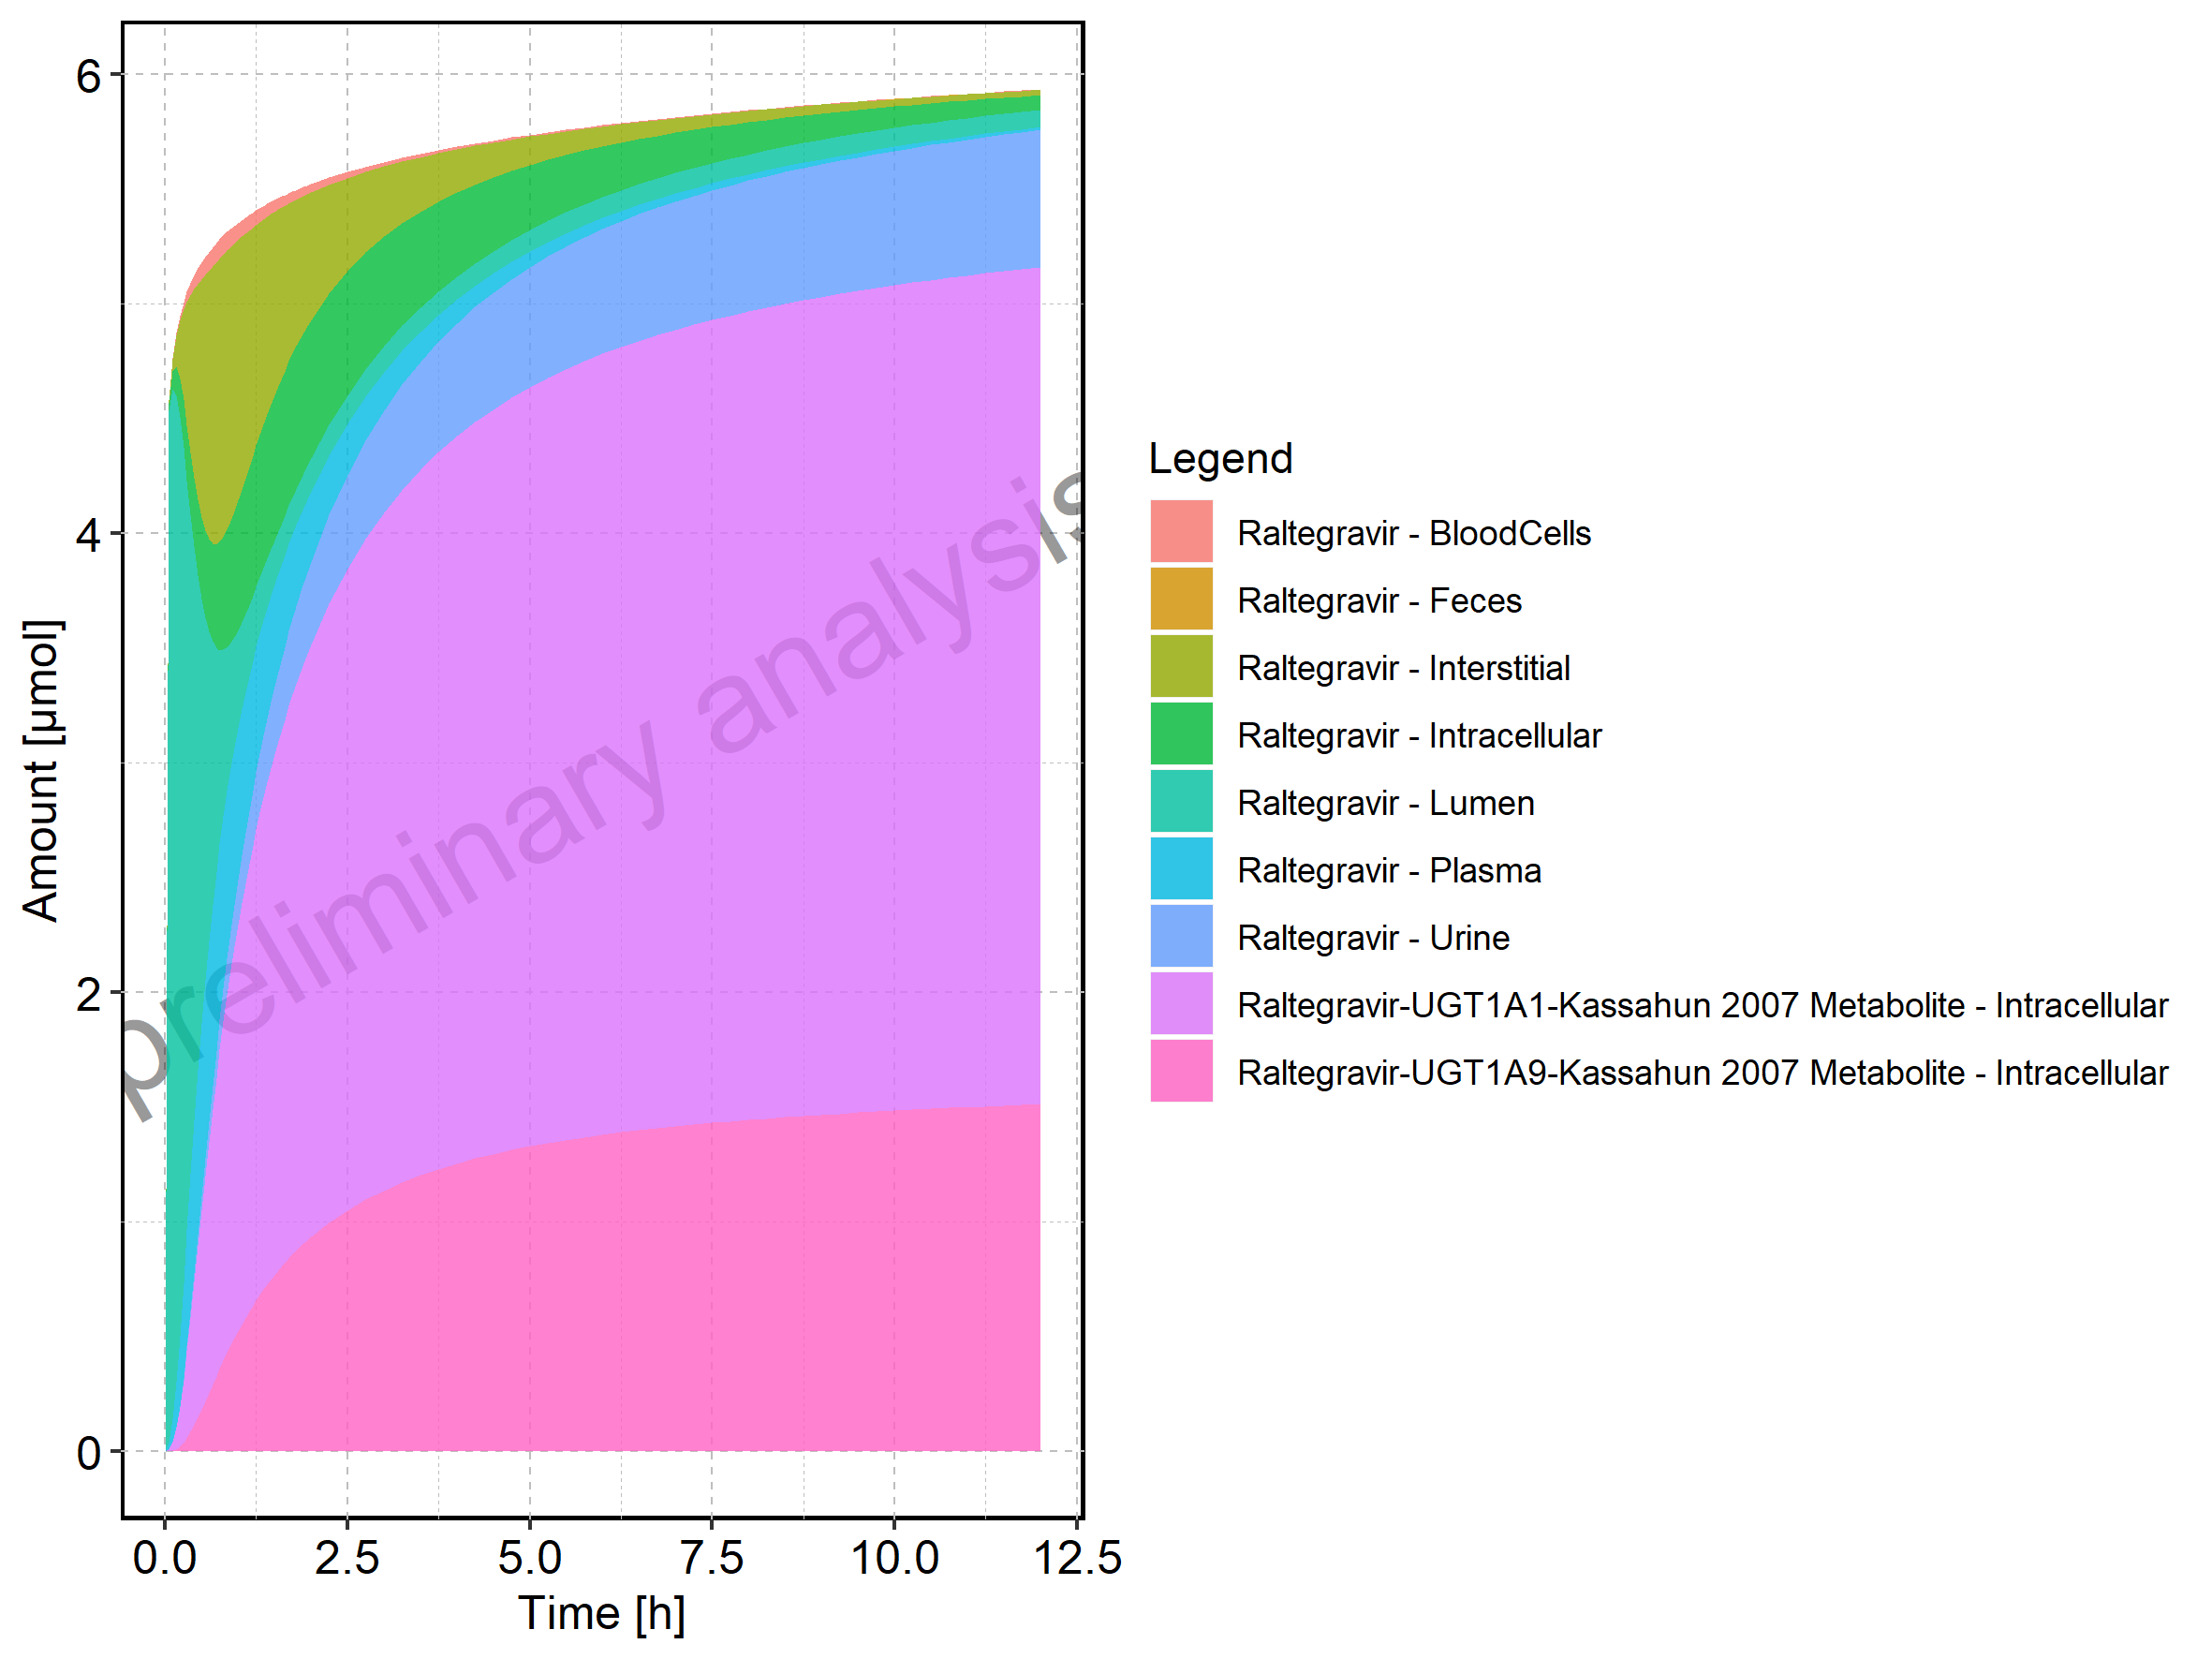 6
4
2
0
Amount [µmol]
0.0 2.5 5.0 7.5 10.0 12.5
Time [h]
preliminary analysis
Legend
Raltegravir - BloodCells
Raltegravir - Feces
Raltegravir - Interstitial
Raltegravir - Intracellular
Raltegravir - Lumen
Raltegravir - Plasma
Raltegravir - Urine
Raltegravir-UGT1A1-Kassahun 2007 Metabolite - Intracellular
Raltegravir-UGT1A9-Kassahun 2007 Metabolite - Intracellular